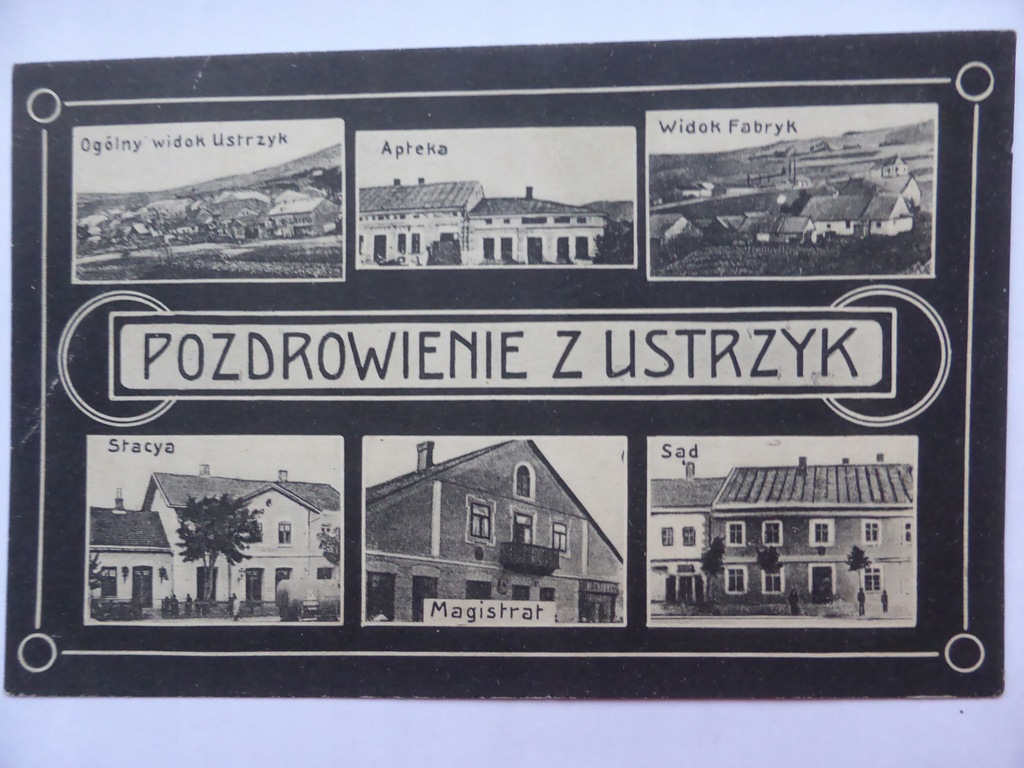 Ogólny widok Ustrzyk
Apteka
Widok Fabryk
POZDROWIENIE Z USTRZYK
Stacya
Magistrat
Sąd